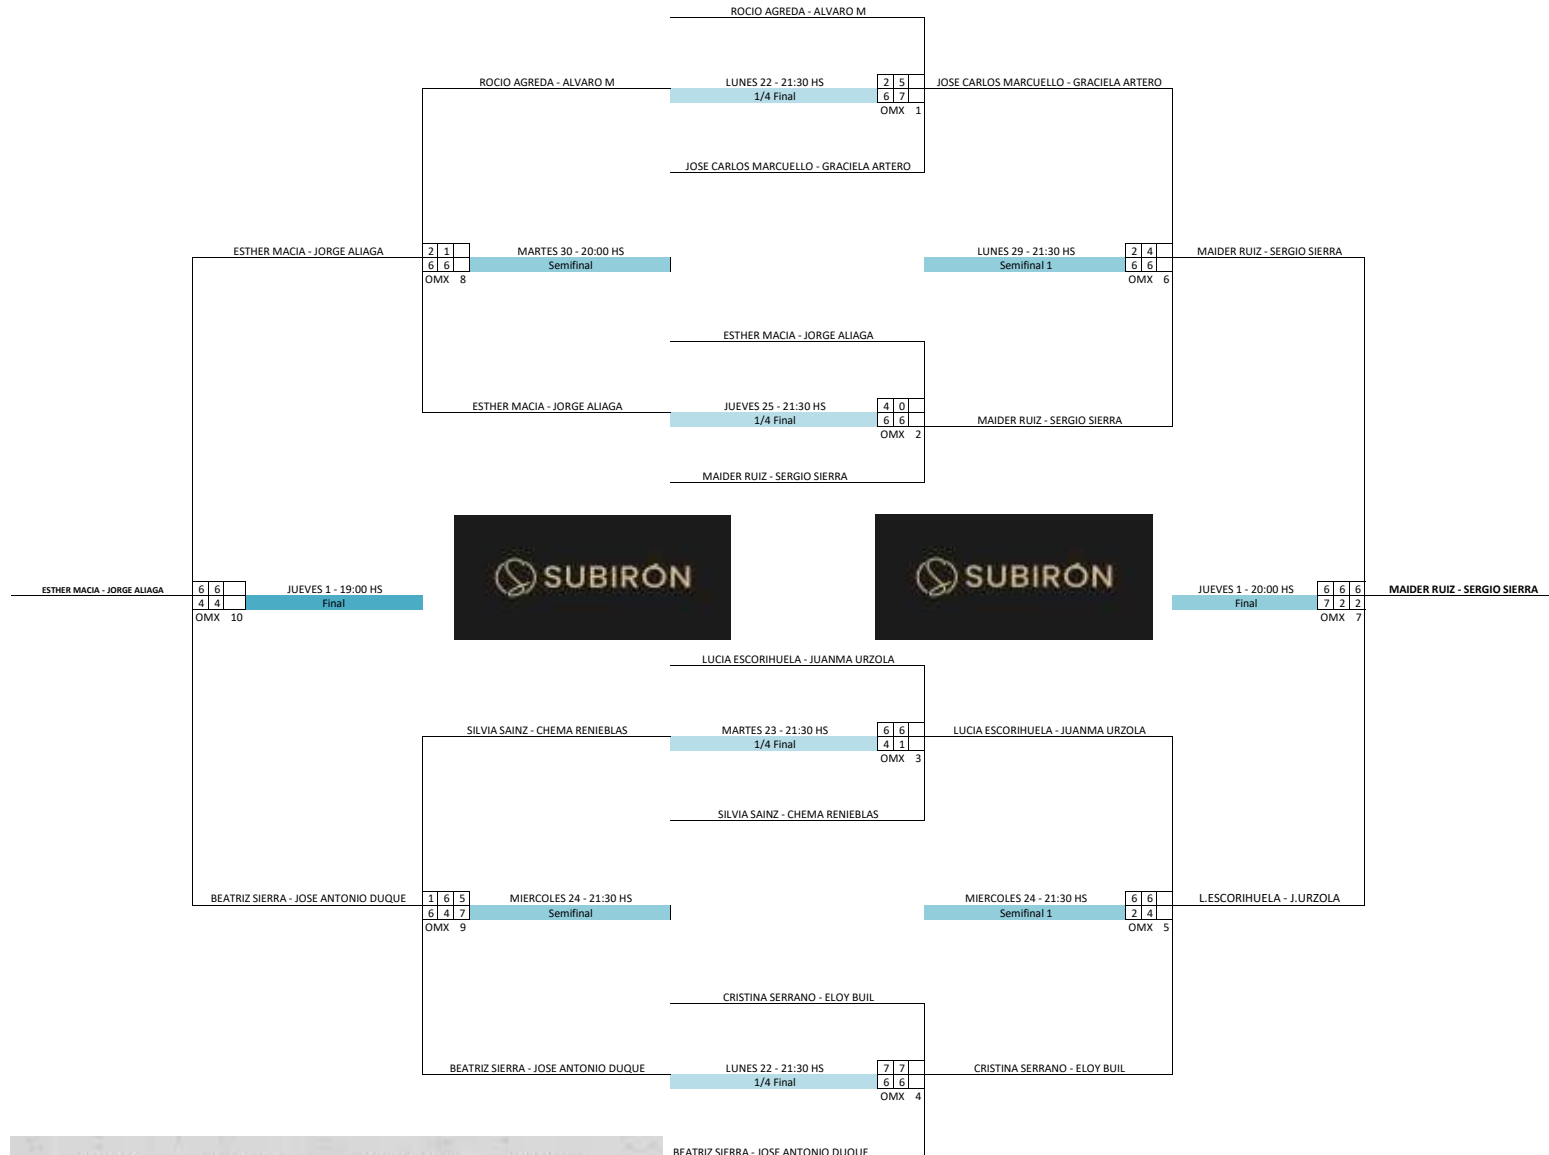 ROCIO AGREDA - ALVARO M
ROCIO AGREDA - ALVARO M LUNES 22 - 21:30 HS 2 5 JOSE CARLOS MARCUELLO - GRACIELA ARTERO
1/4 Final 6 7
OMX 1
JOSE CARLOS MARCUELLO - GRACIELA ARTERO
ESTHER MACIA - JORGE ALIAGA 2 1 MARTES 30 - 20:00 HS LUNES 29 - 21:30 HS 2 4 MAIDER RUIZ - SERGIO SIERRA
6 6 Semifinal Semifinal 1 6 6
OMX 8 OMX 6
ESTHER MACIA - JORGE ALIAGA
ESTHER MACIA - JORGE ALIAGA JUEVES 25 - 21:30 HS 4 0
1/4 Final 6 6 MAIDER RUIZ - SERGIO SIERRA
OMX 2
MAIDER RUIZ - SERGIO SIERRA
SUBIRÓN SUBIRÓN
ESTHER MACIA - JORGE ALIAGA 6 6 JUEVES 1 - 19:00 HS JUEVES 1 - 20:00 HS 6 6 6 MAIDER RUIZ - SERGIO SIERRA
4 4 Final Final 7 2 2
OMX 10 OMX 7
LUCIA ESCORIHUELA - JUANMA URZOLA
SILVIA SAINZ - CHEMA RENIEBLAS MARTES 23 - 21:30 HS 6 6 LUCIA ESCORIHUELA - JUANMA URZOLA
1/4 Final 4 1
OMX 3
SILVIA SAINZ - CHEMA RENIEBLAS
BEATRIZ SIERRA - JOSE ANTONIO DUQUE 1 6 5 MIERCOLES 24 - 21:30 HS MIERCOLES 24 - 21:30 HS 6 6 L.ESCORIHUELA - J.URZOLA
6 4 7 Semifinal Semifinal 1 2 4
OMX 9 OMX 5
CRISTINA SERRANO - ELOY BUIL
BEATRIZ SIERRA - JOSE ANTONIO DUQUE LUNES 22 - 21:30 HS 7 7 CRISTINA SERRANO - ELOY BUIL
1/4 Final 6 6
OMX 4
BEATRIZ SIERRA - JOSE ANTONIO DUQUE